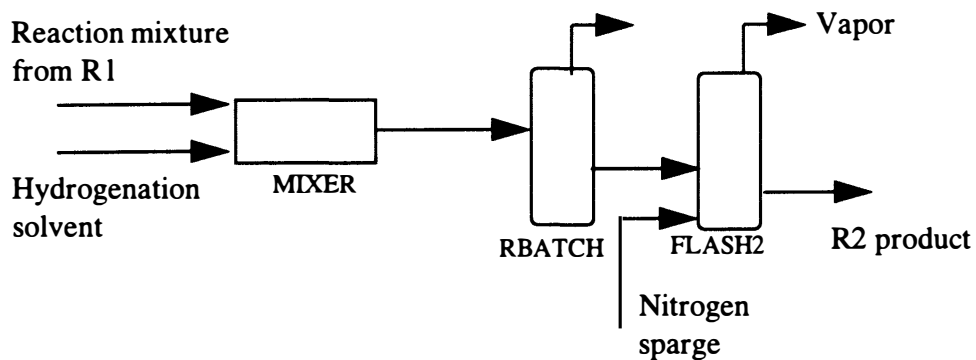 Reaction mixture
from R1
Vapor
MIXER
Hydrogenation
solvent
RBATCH
FLASH2
R2 product
Nitrogen
sparge